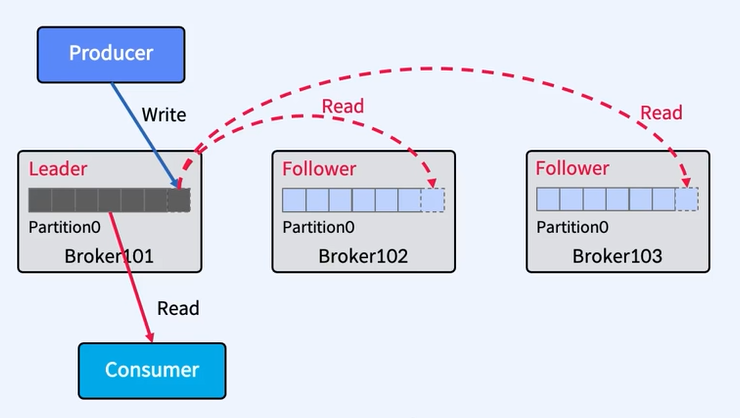 Producer
Write
Read
Read
Leader
Partition0
Broker101
Follower
Partition0
Broker102
Follower
Partition0
Broker103
Read
Consumer